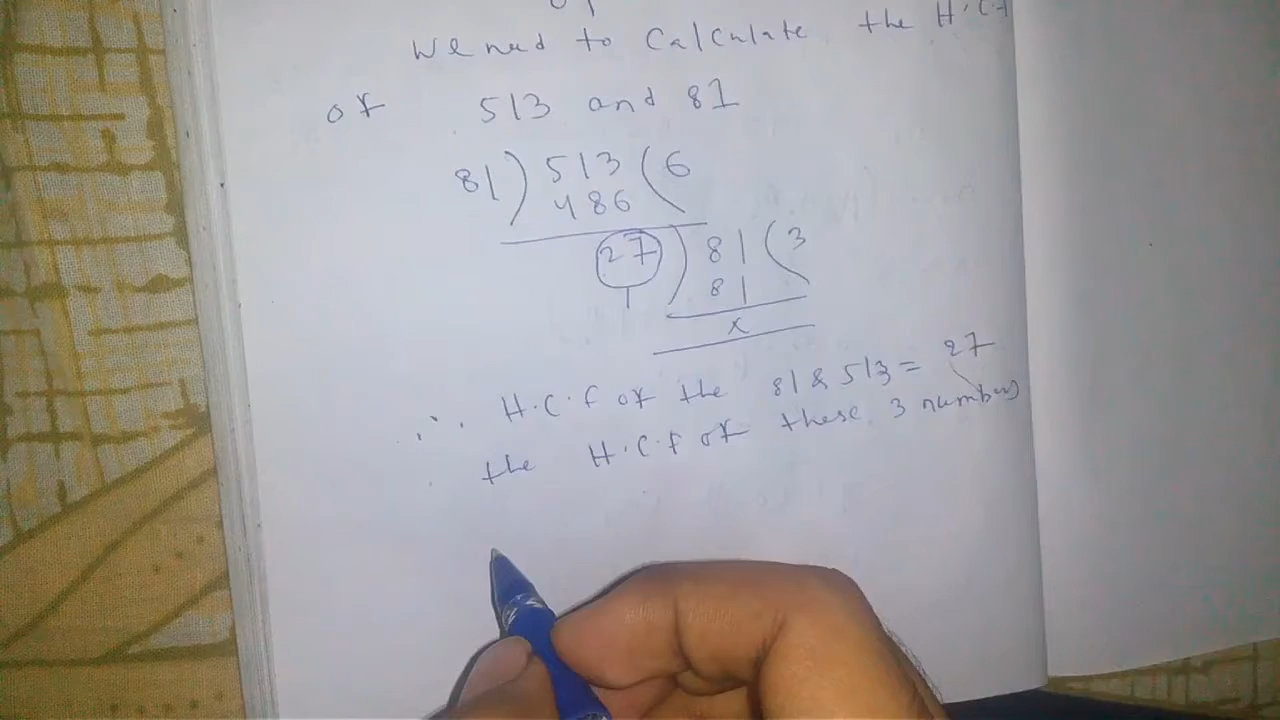 We need to Calculate the H.C.f
of 513 and 81
81) 513 (6
486
27) 81 (3
81
x
∴ H.C.f of the 81 & 513 = 27
the H.C.f of these 3 numbers